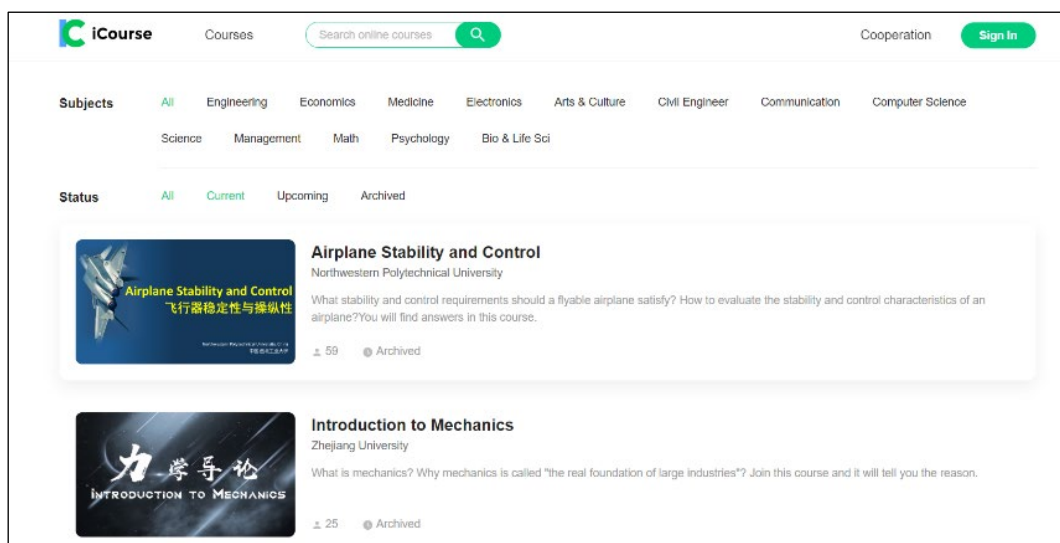 iCourse Courses Search online courses Cooperation Sign In
Subjects All Engineering Economics Medicine Electronics Arts & Culture Civil Engineer Communication Computer Science
Science Management Math Psychology Bio & Life Sci
Status All Current Upcoming Archived
Airplane Stability and Control
飞行器稳定性与操纵性
Northwestern Polytechnical University, China
Airplane Stability and Control
Northwestern Polytechnical University
What stability and control requirements should a flyable airplane satisfy? How to evaluate the stability and control characteristics of an
airplane?You will find answers in this course.
59 Archived
力学导论
INTRODUCTION TO MECHANICS
Introduction to Mechanics
Zhejiang University
What is mechanics? Why mechanics is called "the real foundation of large industries"? Join this course and it will tell you the reason.
25 Archived